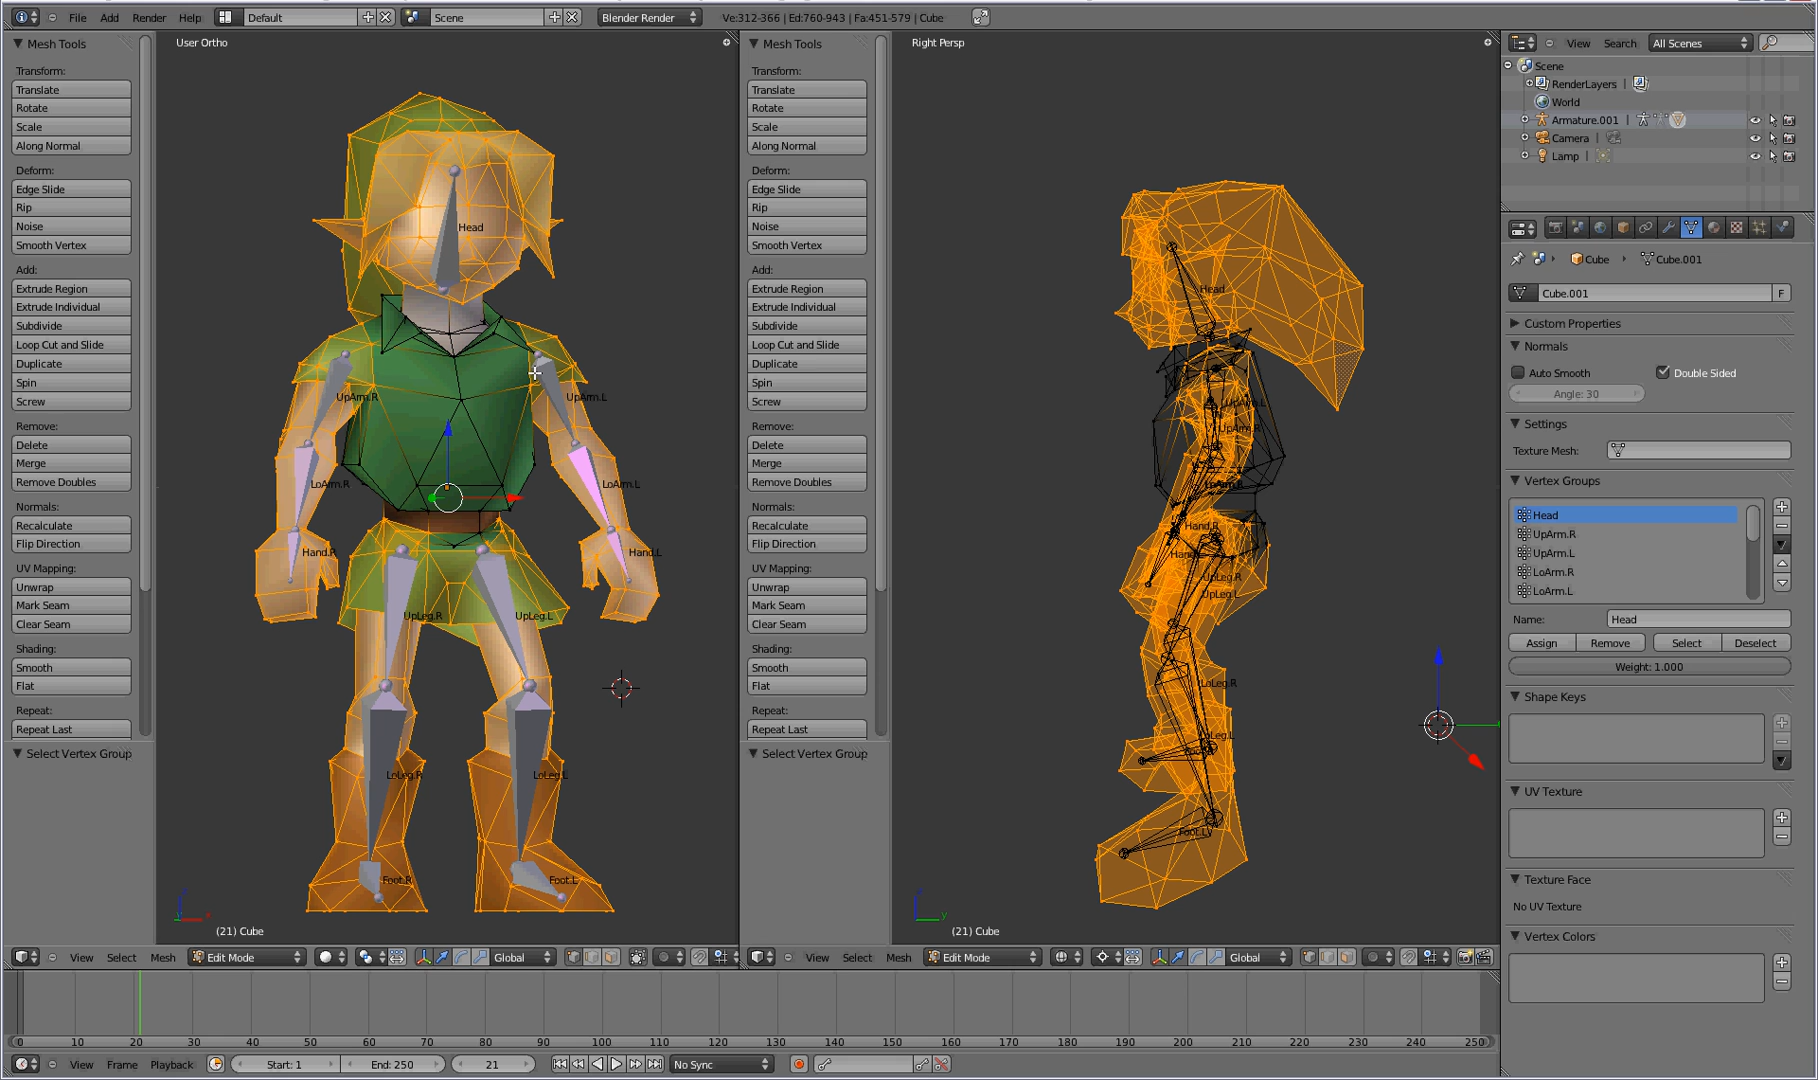 File Add Render Help Default Scene Blender Render Ve:312-366 | Ed:760-943 | Fa:451-579 | Cube
Mesh Tools
Transform:
Translate
Rotate
Scale
Along Normal
Deform:
Edge Slide
Rip
Noise
Smooth Vertex
Add:
Extrude Region
Extrude Individual
Subdivide
Loop Cut and Slide
Duplicate
Spin
Screw
Remove:
Delete
Merge
Remove Doubles
Normals:
Recalculate
Flip Direction
UV Mapping:
Unwrap
Mark Seam
Clear Seam
Shading:
Smooth
Flat
Repeat:
Repeat Last
Select Vertex Group
User Ortho
Head
UpArm.R UpArm.L
LoArm.R LoArm.L
Hand.R Hand.L
UpLeg.R UpLeg.L
LoLeg.R LoLeg.L
Foot.R Foot.L
(21) Cube
View Select Mesh Edit Mode Global
Mesh Tools
Transform:
Translate
Rotate
Scale
Along Normal
Deform:
Edge Slide
Rip
Noise
Smooth Vertex
Add:
Extrude Region
Extrude Individual
Subdivide
Loop Cut and Slide
Duplicate
Spin
Screw
Remove:
Delete
Merge
Remove Doubles
Normals:
Recalculate
Flip Direction
UV Mapping:
Unwrap
Mark Seam
Clear Seam
Shading:
Smooth
Flat
Repeat:
Repeat Last
Select Vertex Group
Right Persp
Head
UpArm.L
UpArm.R
LoArm.R
Hand.R
UpLeg.R
UpLeg.L
LoLeg.R
Foot.L
(21) Cube
View Select Mesh Edit Mode Global
View Search All Scenes
Scene
RenderLayers |
World
Armature.001 |
Camera |
Lamp |
Cube Cube.001
Cube.001 F
Custom Properties
Normals
Auto Smooth Double Sided
Angle: 30
Settings
Texture Mesh:
Vertex Groups
Head
UpArm.R
UpArm.L
LoArm.R
LoArm.L
Name: Head
Assign Remove Select Deselect
Weight: 1.000
Shape Keys
UV Texture
Texture Face
No UV Texture
Vertex Colors
0 10 20 30 40 50 60 70 80 90 100 110 120 130 140 150 160 170 180 190 200 210 220 230 240 250
View Frame Playback Start: 1 End: 250 21 No Sync